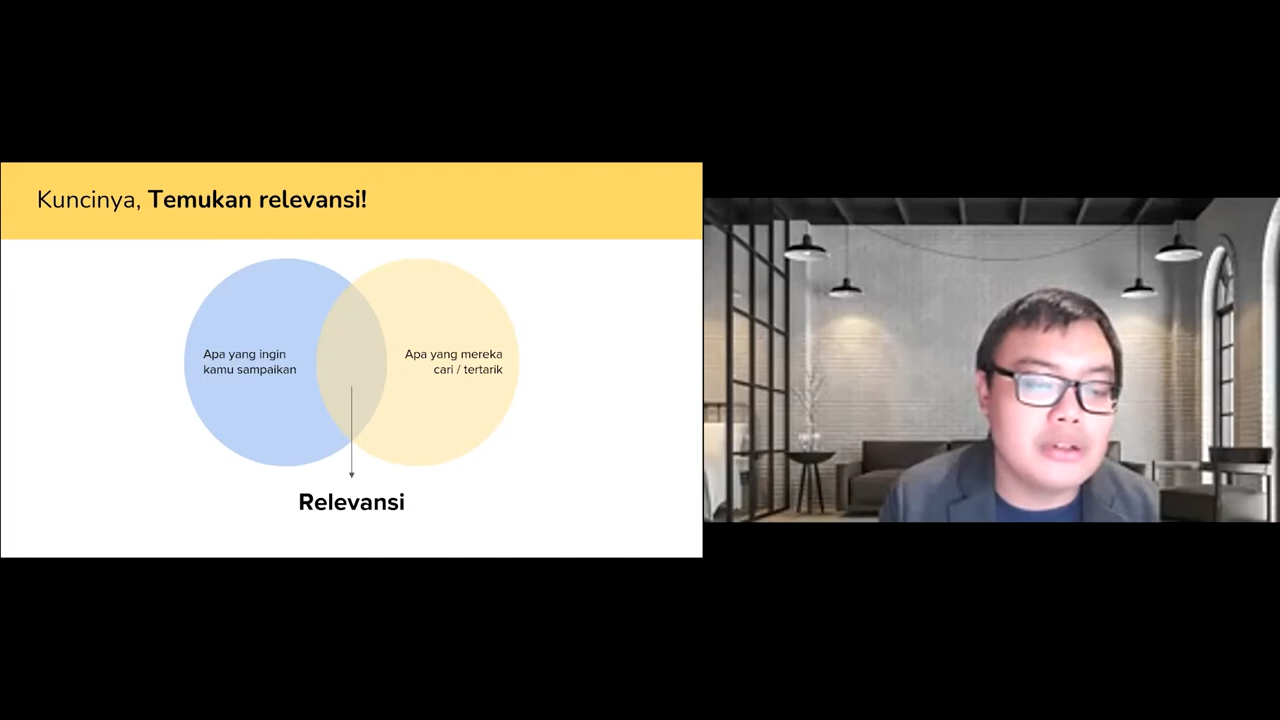 Kuncinya, Temukan relevansi!
Apa yang ingin
kamu sampaikan
Apa yang mereka
cari / tertarik
Relevansi